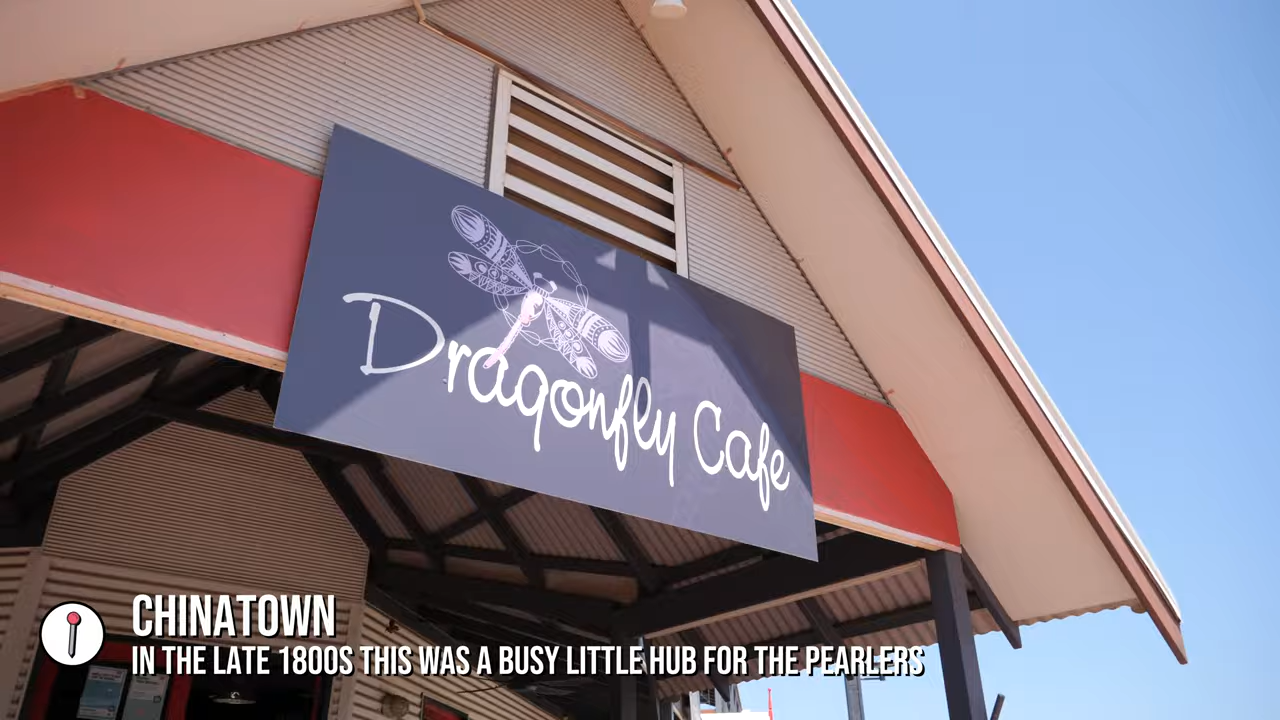 Dragonfly Cafe
CHINATOWN
IN THE LATE 1800S THIS WAS A BUSY LITTLE HUB FOR THE PEARLERS